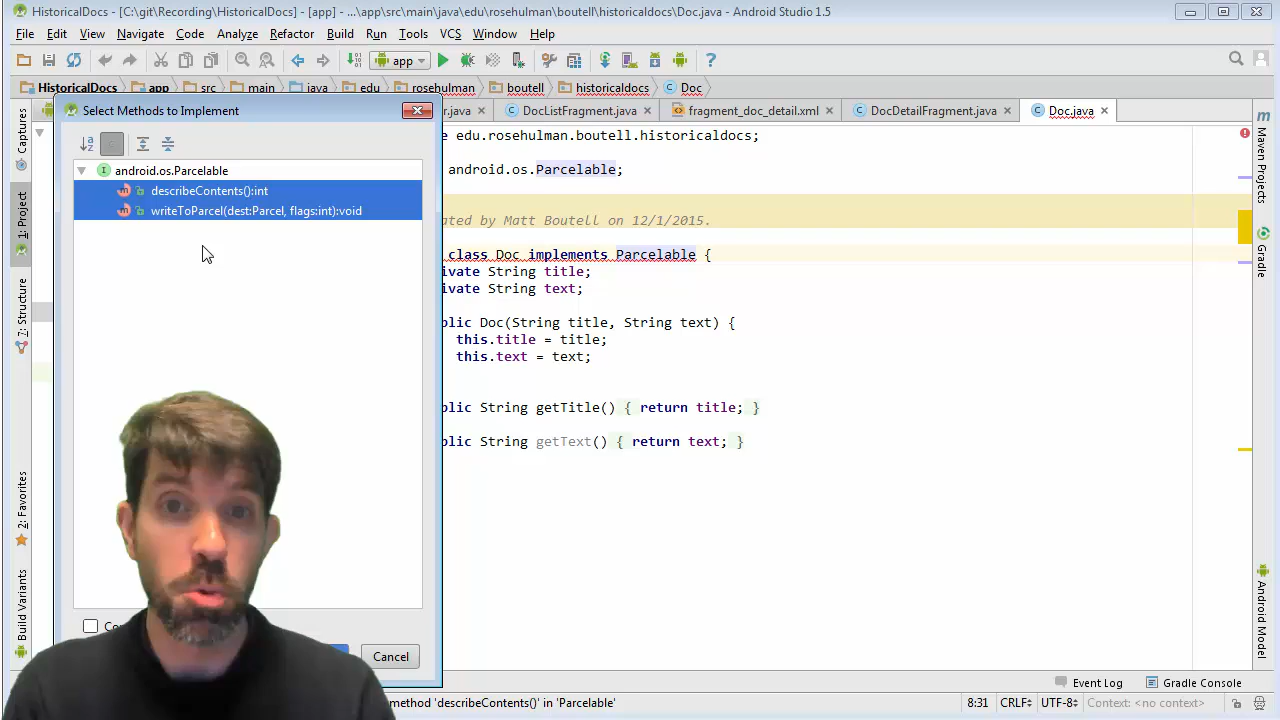 HistoricalDocs - [C:\git\Recording\HistoricalDocs] - [app] - ...\app\src\main\java\edu\rosehulman\boutell\historicaldocs\Doc.java - Android Studio 1.5
File Edit View Navigate Code Analyze Refactor Build Run Tools VCS Window Help
app
HistoricalDocs app src main java edu rosehulman boutell historicaldocs Doc
Select Methods to Implement
r.java DocListFragment.java fragment_doc_detail.xml DocDetailFragment.java Doc.java
e edu.rosehulman.boutell.historicaldocs;
android.os.Parcelable
android.os.Parcelable;
describeContents():int
writeToParcel(dest:Parcel, flags:int):void
ated by Matt Boutell on 12/1/2015.
class Doc implements Parcelable {
ivate String title;
ivate String text;
blic Doc(String title, String text) {
this.title = title;
this.text = text;
blic String getTitle() { return title; }
blic String getText() { return text; }
Captures
1: Project
7: Structure
2: Favorites
Build Variants
Maven Projects
Gradle
Android Model
Cancel
Event Log Gradle Console
method 'describeContents()' in 'Parcelable' 8:31 CRLF UTF-8 Context: <no context>